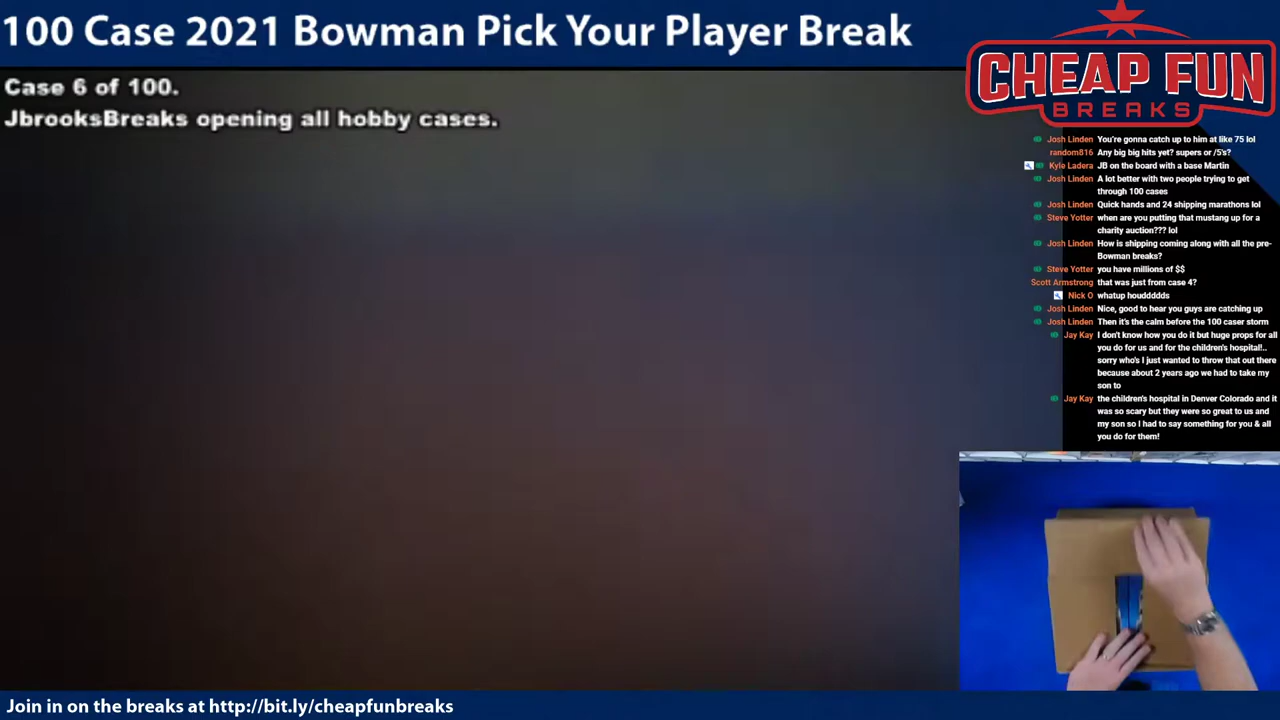 100 Case 2021 Bowman Pick Your Player Break
Case 6 of 100.
JbrooksBreaks opening all hobby cases.
CHEAP FUN
BREAKS
Josh Linden You're gonna catch up to him at like 75 lol
random816 Any big big hits yet? supers or /5's?
Kyle Ladera JB on the board with a base Martin
Josh Linden A lot better with two people trying to get
through 100 cases
Josh Linden Quick hands and 24 shipping marathons lol
Steve Yotter when are you putting that mustang up for a
charity auction??? lol
Josh Linden How is shipping coming along with all the pre-
Bowman breaks?
Steve Yotter you have millions of $$
Scott Armstrong that was just from case 4?
Nick O whatup houddddds
Josh Linden Nice, good to hear you guys are catching up
Josh Linden Then it's the calm before the 100 caser storm
Jay Kay I don't know how you do it but huge props for all
you do for us and for the children's hospital!..
sorry who's I just wanted to throw that out there
because about 2 years ago we had to take my
son to
Jay Kay the children's hospital in Denver Colorado and it
was so scary but they were so great to us and
my son so I had to say something for you & all
you do for them!
Join in on the breaks at http://bit.ly/cheapfunbreaks